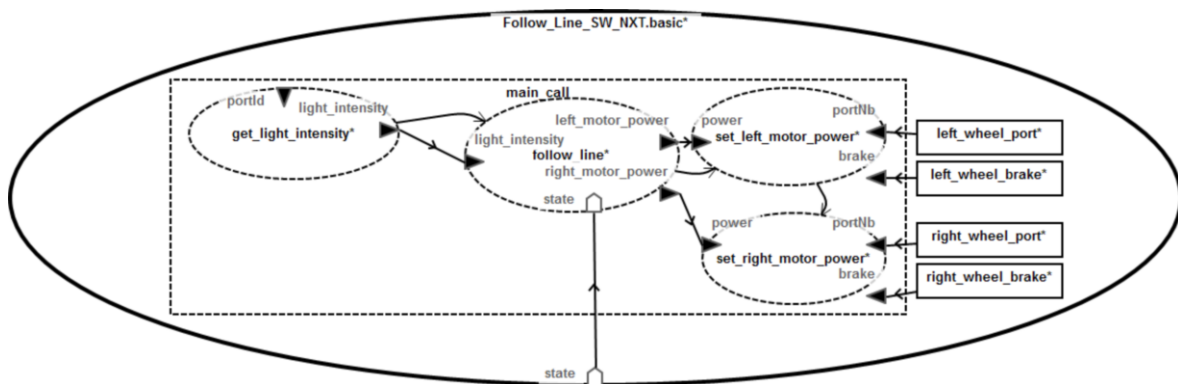 Follow_Line_SW_NXT.basic*
main_call
portId
light_intensity
get_light_intensity*
left_motor_power
light_intensity
follow_line*
right_motor_power
state
power
portNb
set_left_motor_power*
brake
left_wheel_port*
left_wheel_brake*
power
portNb
set_right_motor_power*
brake
right_wheel_port*
right_wheel_brake*
state